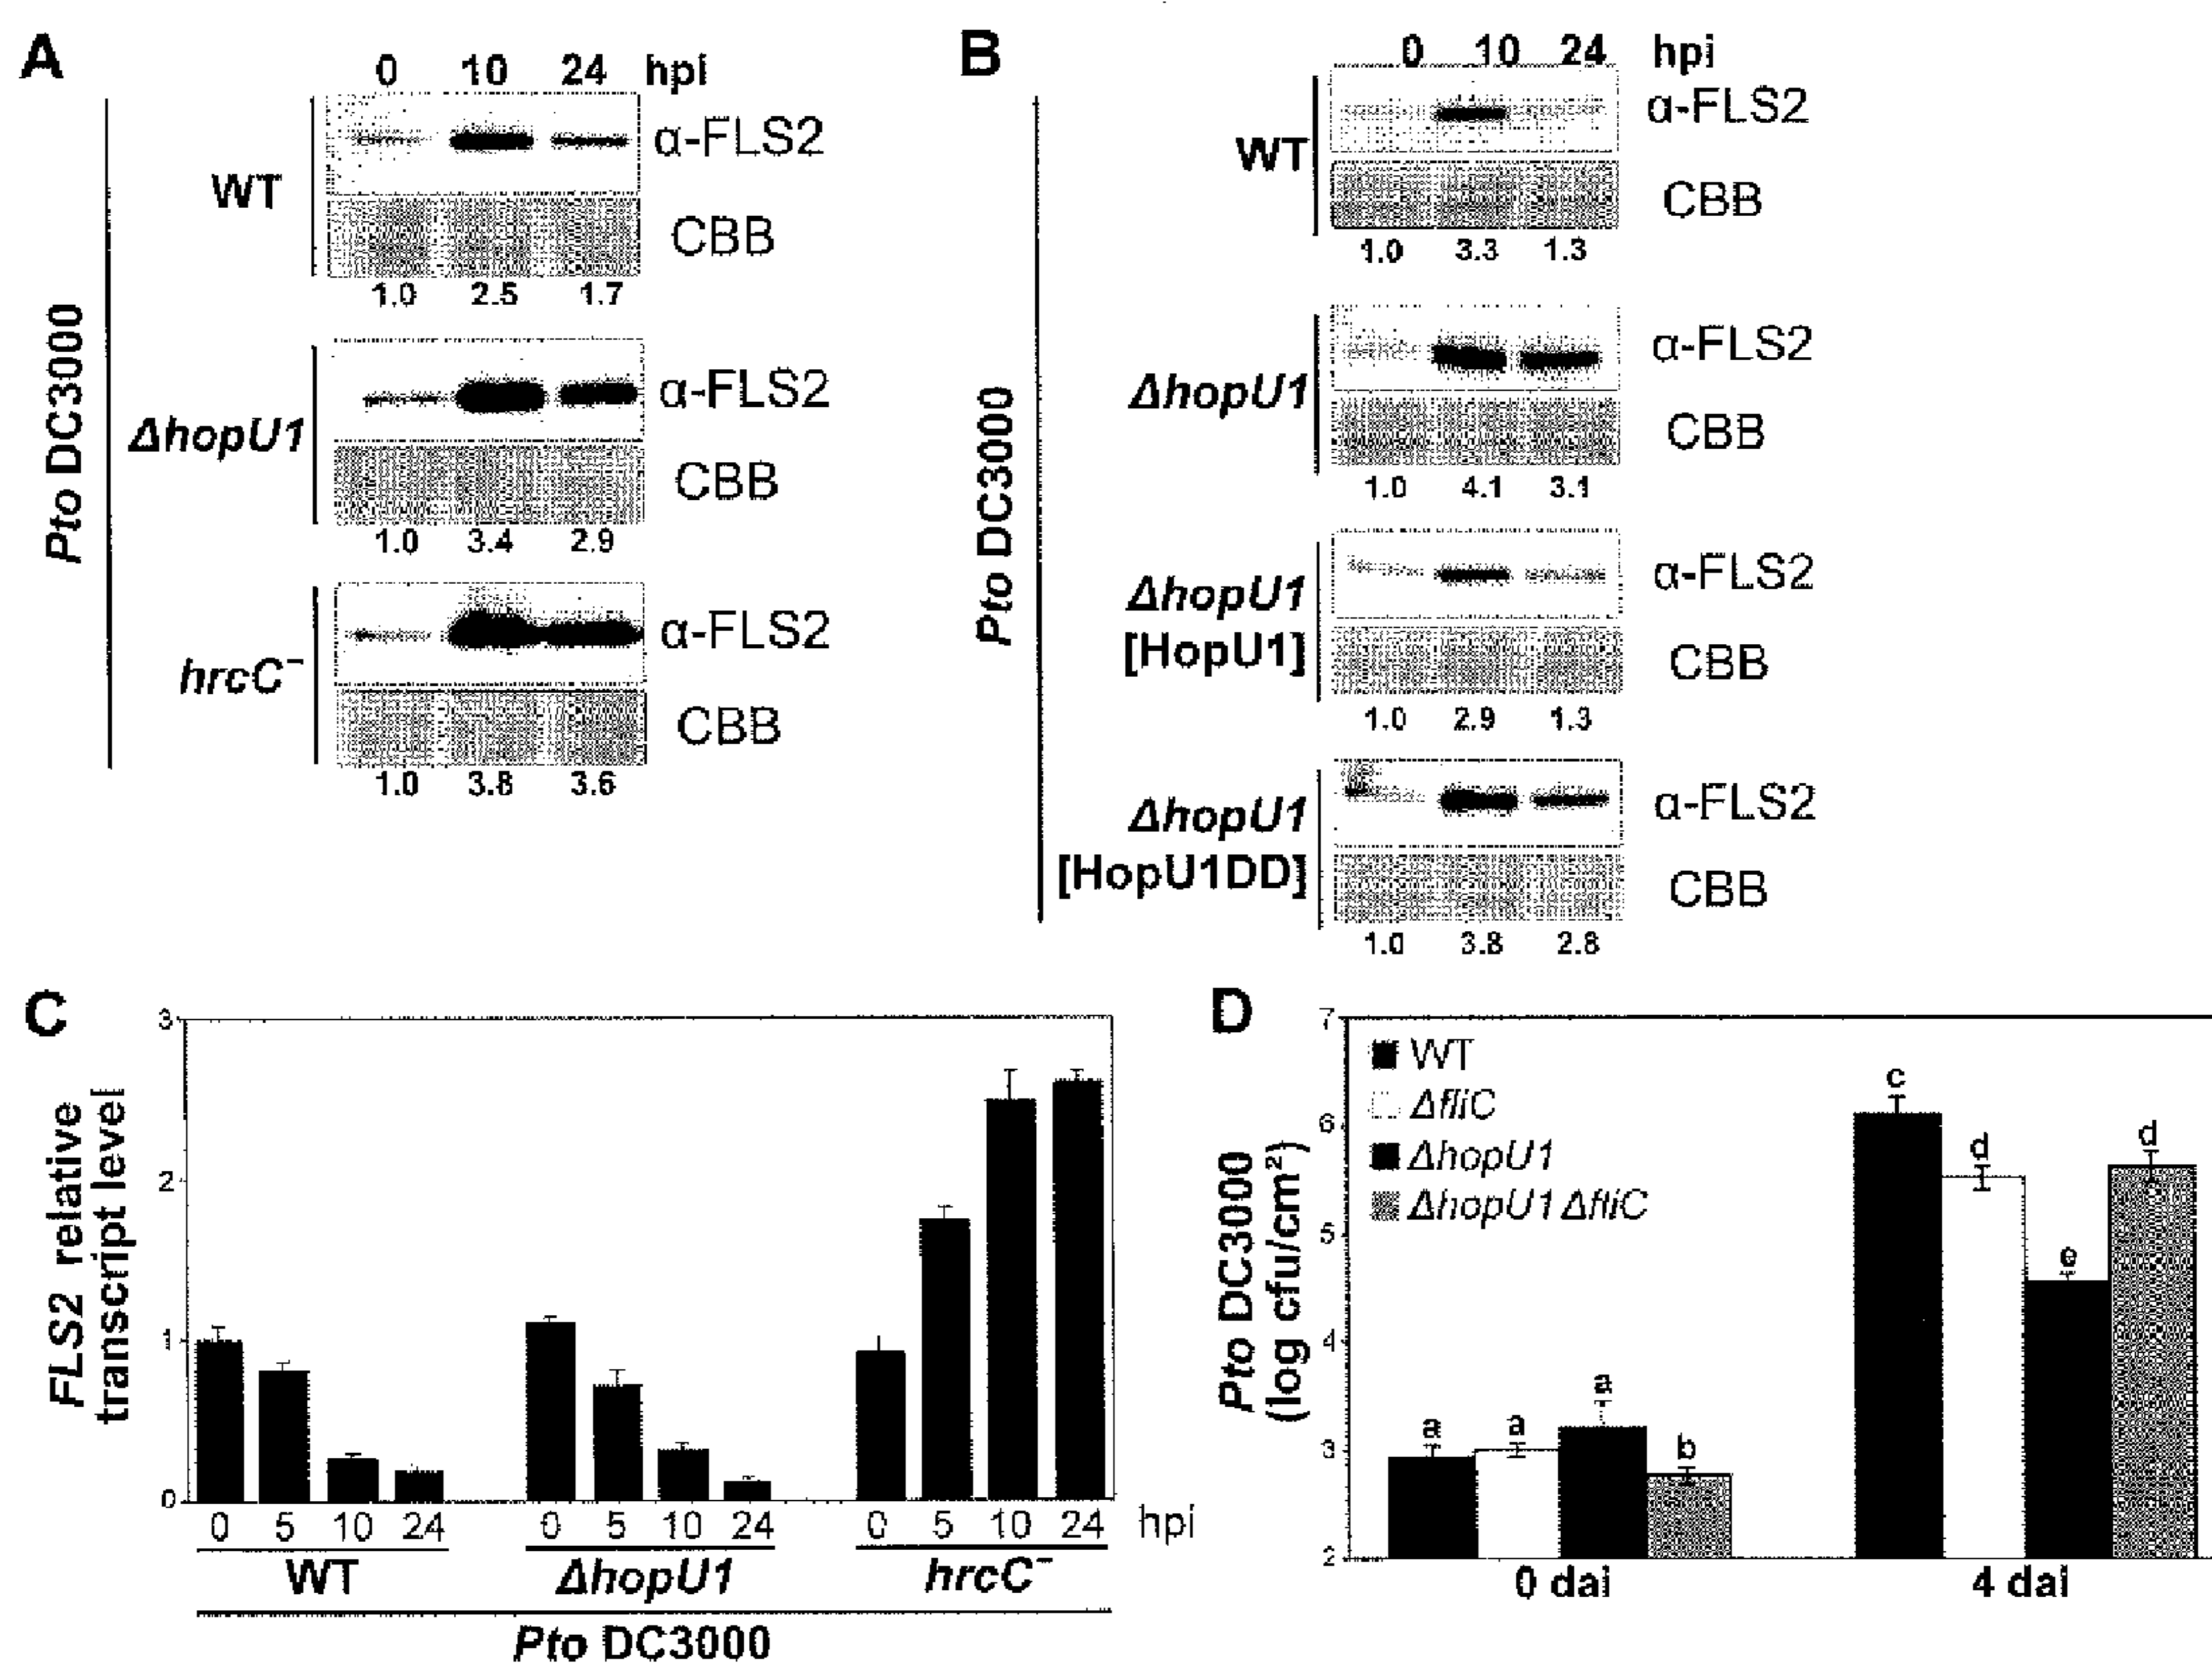 A
0 10 24 hpi
WT
α-FLS2
CBB
1.0 2.5 1.7
ΔhopU1
α-FLS2
CBB
1.0 3.4 2.9
hrcC⁻
α-FLS2
CBB
1.0 3.8 3.6
Pto DC3000
B
0 10 24 hpi
WT
α-FLS2
CBB
1.0 3.3 1.3
ΔhopU1
α-FLS2
CBB
1.0 4.1 3.1
ΔhopU1
[HopU1]
α-FLS2
CBB
1.0 2.9 1.3
ΔhopU1
[HopU1DD]
α-FLS2
CBB
1.0 3.8 2.8
Pto DC3000
C
FLS2 relative
transcript level
3
2
1
0
0 5 10 24 0 5 10 24 0 5 10 24 hpi
WT ΔhopU1 hrcC⁻
Pto DC3000
D
Pto DC3000
(log cfu/cm²)
7
6
5
4
3
2
WT
ΔfliC
ΔhopU1
ΔhopU1 ΔfliC
a a a b c d e d
0 dai 4 dai